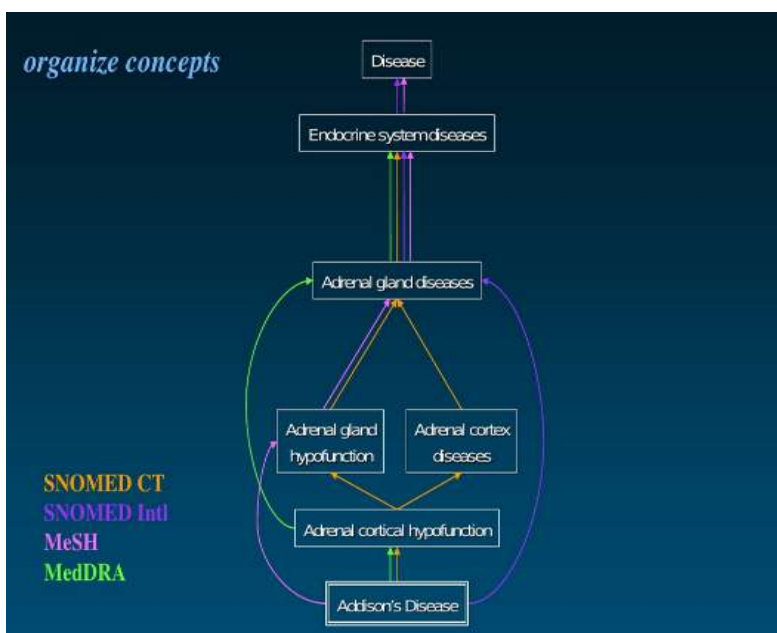 organize concepts
Disease
Endocrine system diseases
Adrenal gland diseases
Adrenal gland
hypofunction
Adrenal cortex
diseases
SNOMED CT
SNOMED Intl
MeSH
MedDRA
Adrenal cortical hypofunction
Addison's Disease